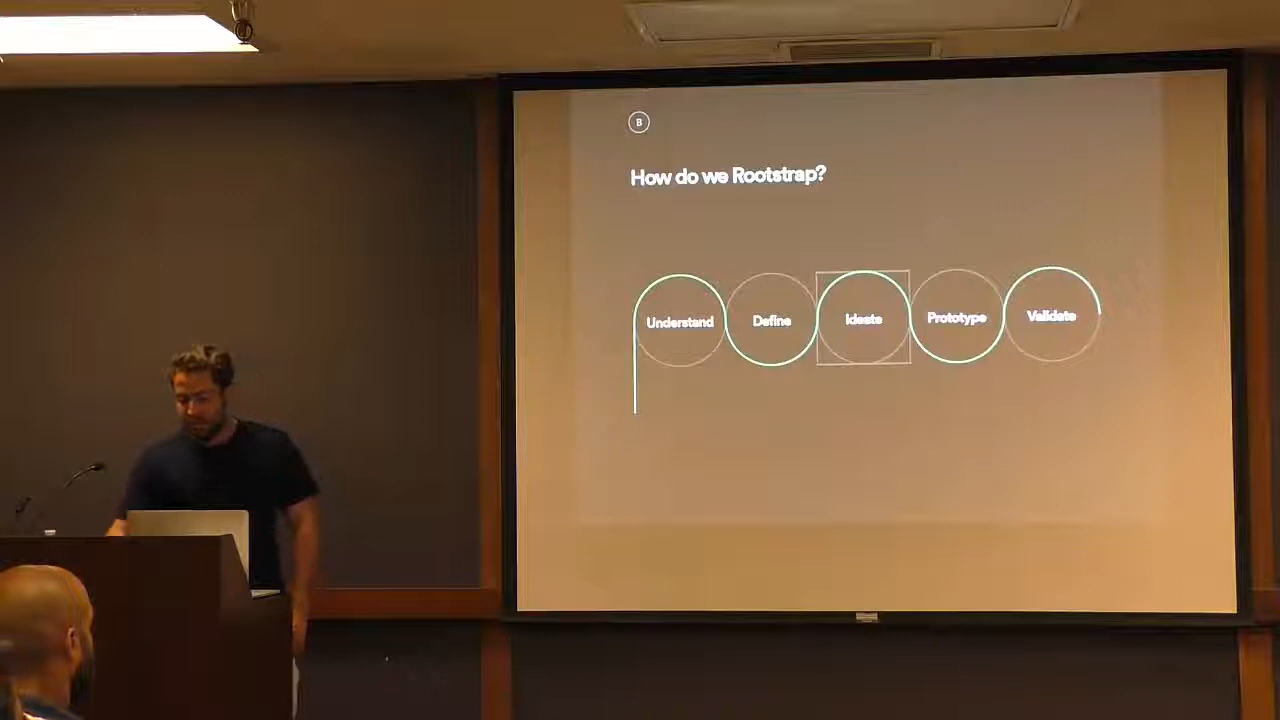 B
How do we Rootstrap?
Understand Define Ideate Prototype Validate